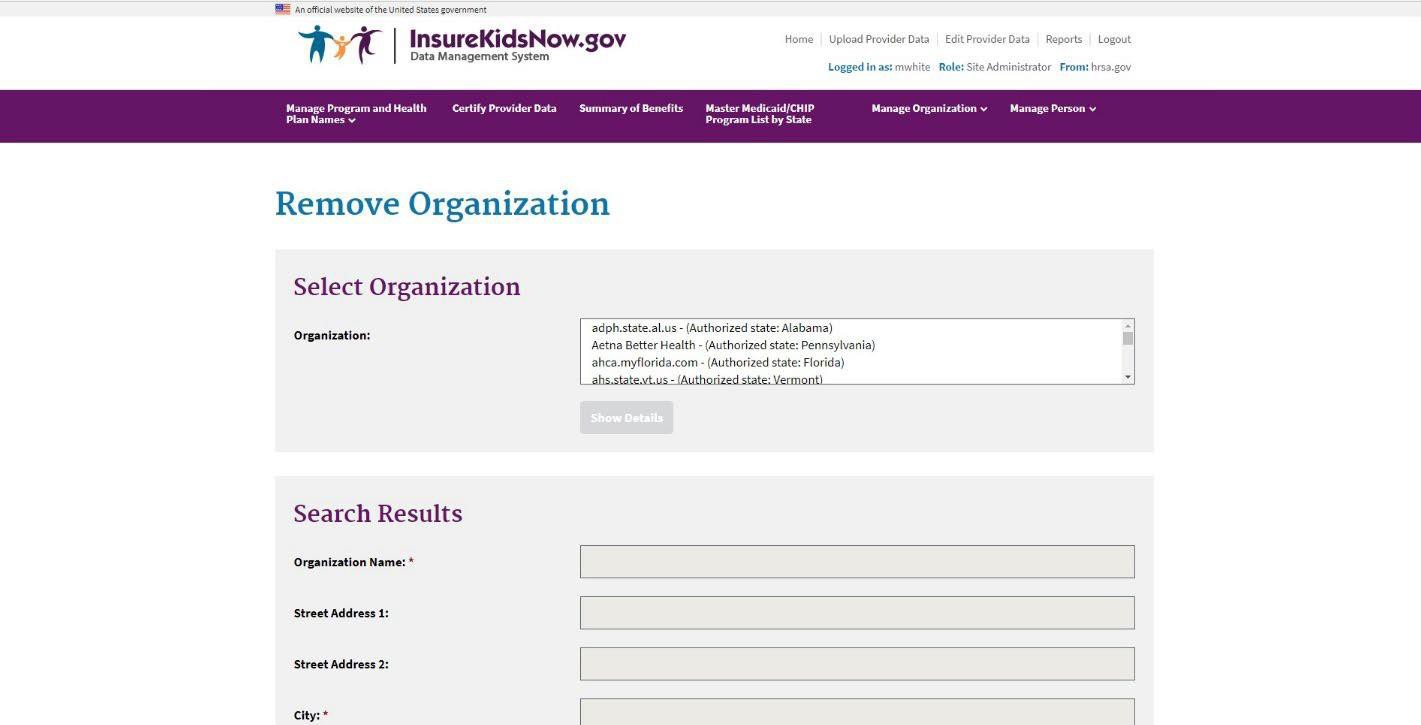 An official website of the United States government
InsureKidsNow.gov
Data Management System
Home
Upload Provider Data
Edit Provider Data
Reports
Logout
Logged in as: mwhite Role: Site Administrator From: hrsa.gov
Manage Program and Health
Plan Names
Certify Provider Data
Summary of Benefits
Master Medicaid/CHIP
Program List by State
Manage Organization
Manage Person
Remove Organization
Select Organization
Organization:
adph.state.al.us - (Authorized state: Alabama)
Aetna Better Health - (Authorized state: Pennsylvania)
ahca.myflorida.com - (Authorized state: Florida)
ahs.state.vt.us - (Authorized state: Vermont)
Show Details
Search Results
Organization Name: *
Street Address 1:
Street Address 2:
City: *